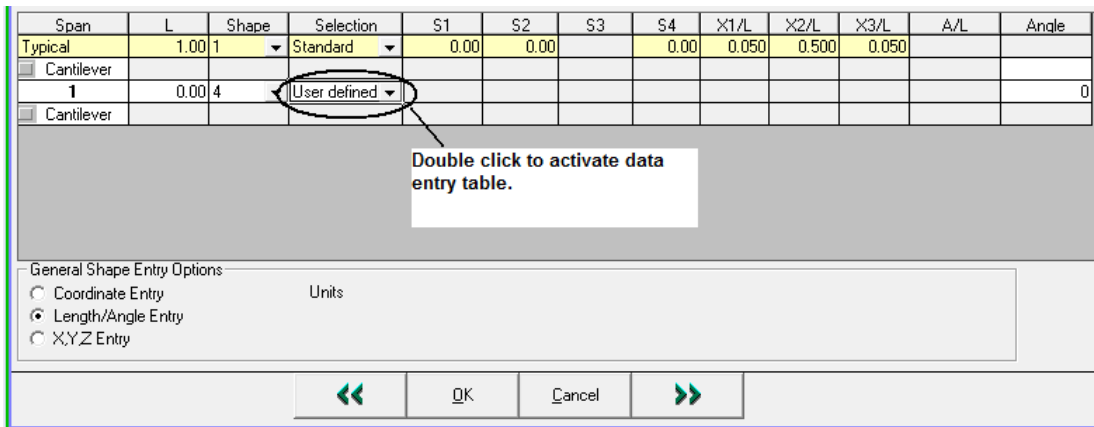 Span L Shape Selection S1 S2 S3 S4 X1/L X2/L X3/L A/L Angle
Typical 1.00 1 Standard 0.00 0.00 0.00 0.050 0.500 0.050
Cantilever
1 0.00 4 User defined 0
Cantilever
Double click to activate data
entry table.
General Shape Entry Options
Coordinate Entry Units
Length/Angle Entry
X,Y,Z Entry
OK Cancel